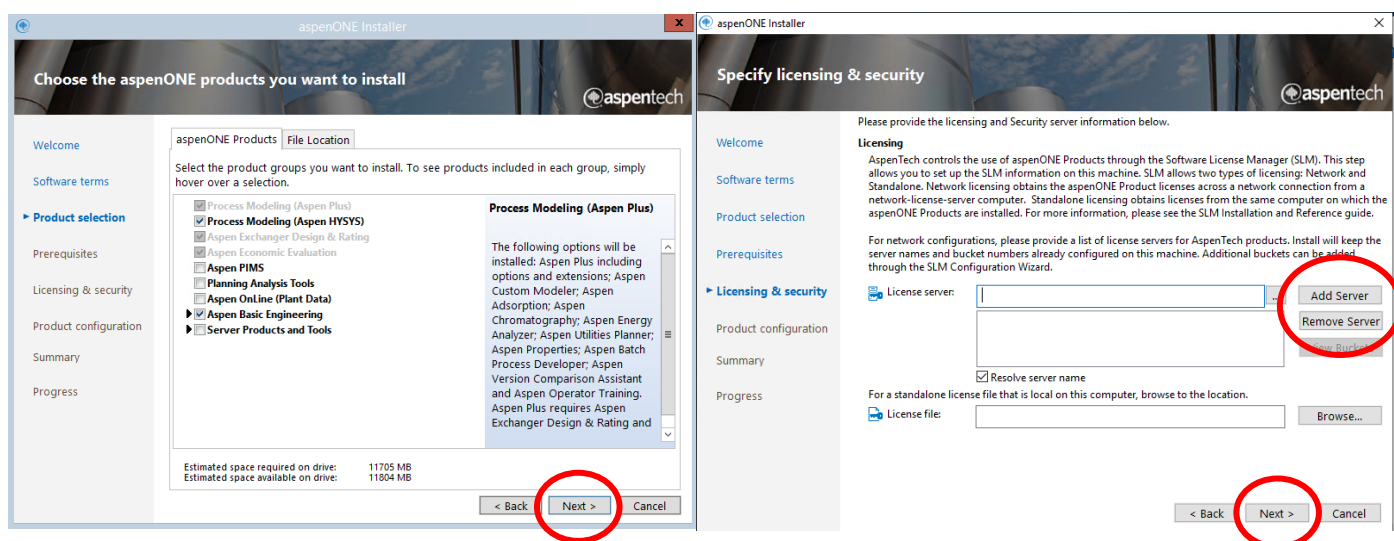 aspenONE Installer
x
Choose the aspenONE products you want to install
aspentech
Welcome
Software terms
Product selection
Prerequisites
Licensing & security
Product configuration
Summary
Progress
aspenONE Products
File Location
Select the product groups you want to install. To see products included in each group, simply
hover over a selection.
Process Modeling (Aspen Plus)
Process Modeling (Aspen HYSYS)
Aspen Exchanger Design & Rating
Aspen Economic Evaluation
Aspen PIMS
Planning Analysis Tools
Aspen OnLine (Plant Data)
Aspen Basic Engineering
Server Products and Tools
Process Modeling (Aspen Plus)
The following options will be
installed: Aspen Plus including
options and extensions; Aspen
Custom Modeler; Aspen
Adsorption; Aspen
Chromatography; Aspen Energy
Analyzer; Aspen Utilities Planner;
Aspen Properties; Aspen Batch
Process Developer; Aspen
Version Comparison Assistant
and Aspen Operator Training.
Aspen Plus requires Aspen
Exchanger Design & Rating and
Estimated space required on drive: 11705 MB
Estimated space available on drive: 11804 MB
< Back
Next >
Cancel
aspenONE Installer
Specify licensing & security
aspentech
Welcome
Software terms
Product selection
Prerequisites
Licensing & security
Product configuration
Summary
Progress
Please provide the licensing and Security server information below.
Licensing
AspenTech controls the use of aspenONE Products through the Software License Manager (SLM). This step
allows you to set up the SLM information on this machine. SLM allows two types of licensing: Network and
Standalone. Network licensing obtains the aspenONE Product licenses across a network connection from a
network-license-server computer. Standalone licensing obtains licenses from the same computer on which the
aspenONE Products are installed. For more information, please see the SLM Installation and Reference guide.
For network configurations, please provide a list of license servers for AspenTech products. Install will keep the
server names and bucket numbers already configured on this machine. Additional buckets can be added
through the SLM Configuration Wizard.
License server:
...
Add Server
Remove Server
View Buckets
Resolve server name
For a standalone license file that is local on this computer, browse to the location.
License file:
Browse...
< Back
Next >
Cancel